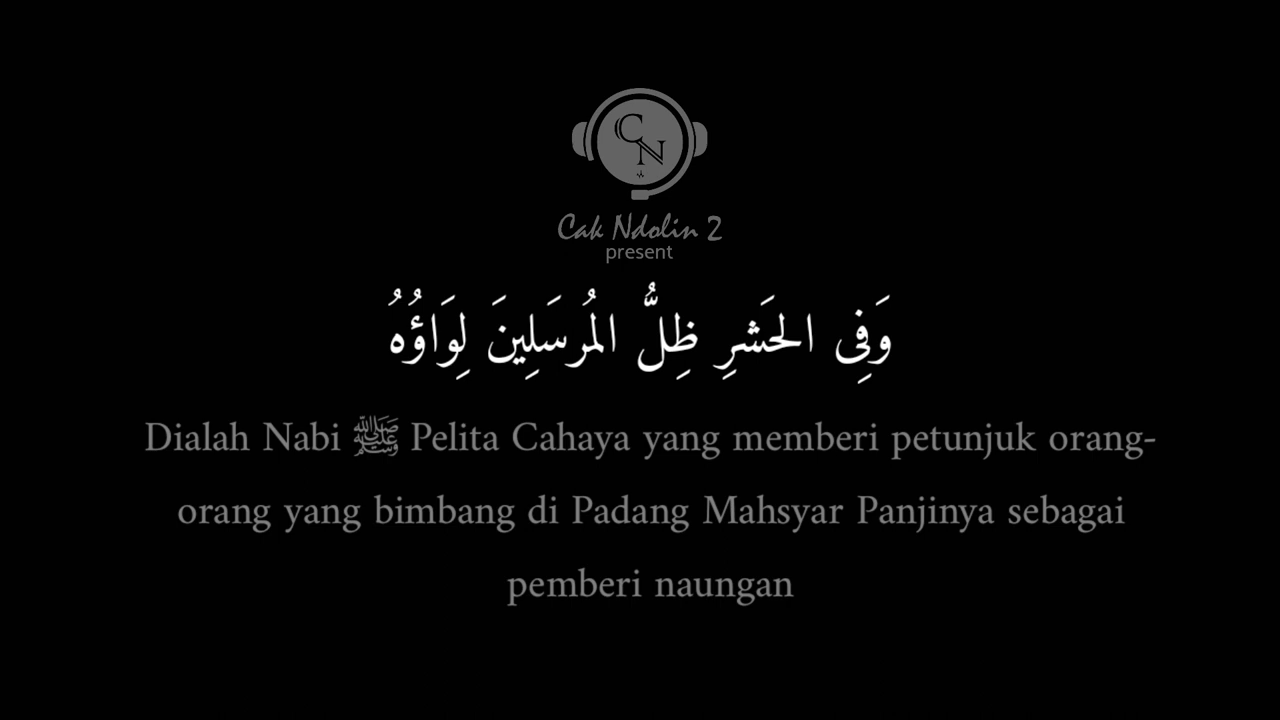 CN
Cak Ndolin 2
present
وَفِى الحَشرِ ظِلُّ المُرسَلِينَ لِوَاؤُهُ
Dialah Nabi ﷺ Pelita Cahaya yang memberi petunjuk orang-
orang yang bimbang di Padang Mahsyar Panjinya sebagai
pemberi naungan